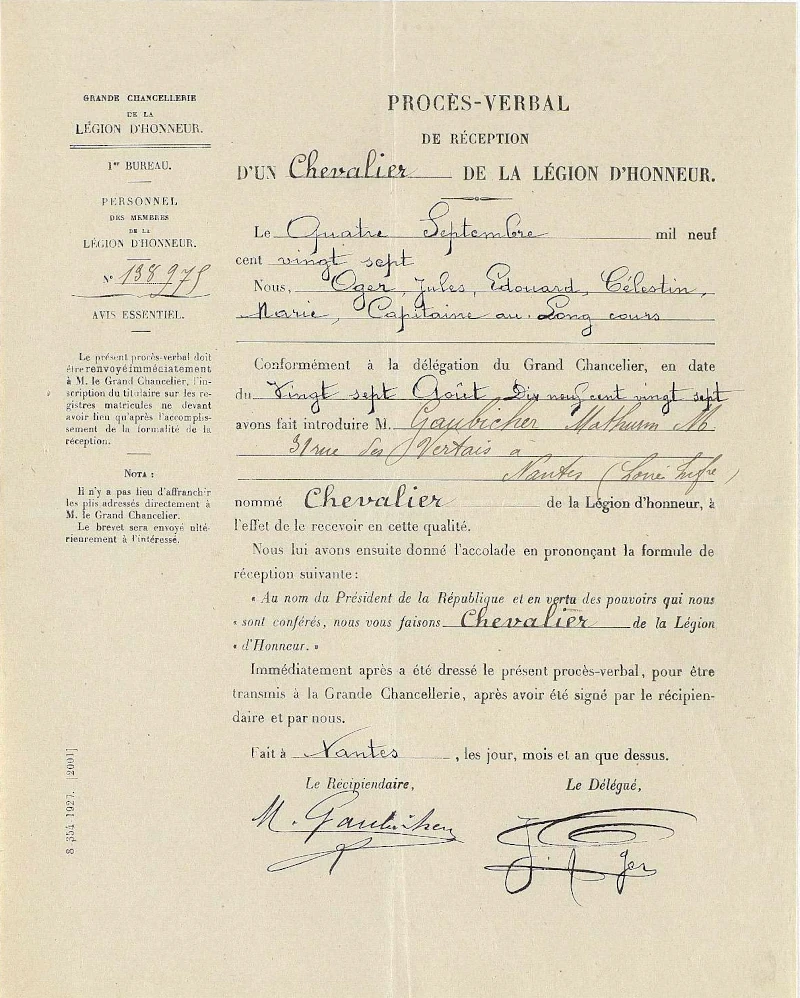 GRANDE CHANCELLERIE
DE LA
LÉGION D'HONNEUR.
1er BUREAU.
PERSONNEL
DES MEMBRES
DE LA
LÉGION D'HONNEUR.
N° 138975
AVIS ESSENTIEL.
Le présent procès-verbal doit
être renvoyé immédiatement
à M. le Grand Chancelier, l'ins-
cription du titulaire sur les re-
gistres matricules ne devant
avoir lieu qu'après l'accomplis-
sement de la formalité de la
réception.
NOTA :
Il n'y a pas lieu d'affranchir
les plis adressés directement à
M. le Grand Chancelier.
Le brevet sera envoyé ulté-
rieurement à l'intéressé.
8 354 1927. [2001]
PROCÈS-VERBAL
DE RÉCEPTION
D'UN Chevalier DE LA LÉGION D'HONNEUR.
Le Quatre Septembre mil neuf
cent vingt sept
Nous, Oger, Jules, Edouard, Célestin,
Marie, Capitaine au Long cours
Conformément à la délégation du Grand Chancelier, en date
du Vingt sept Août Dix neuf cent vingt sept
avons fait introduire M. Gaubicher Mathurin M
31 rue des Vertais à
Nantes (Loire Infre)
nommé Chevalier de la Légion d'honneur, à
l'effet de le recevoir en cette qualité.
Nous lui avons ensuite donné l'accolade en prononçant la formule de
réception suivante :
« Au nom du Président de la République et en vertu des pouvoirs qui nous
« sont conférés, nous vous faisons Chevalier de la Légion
« d'Honneur. »
Immédiatement après a été dressé le présent procès-verbal, pour être
transmis à la Grande Chancellerie, après avoir été signé par le récipien-
daire et par nous.
Fait à Nantes, les jour, mois et an que dessus.
Le Récipiendaire,
M. Gaubicher
Le Délégué,
J. Oger